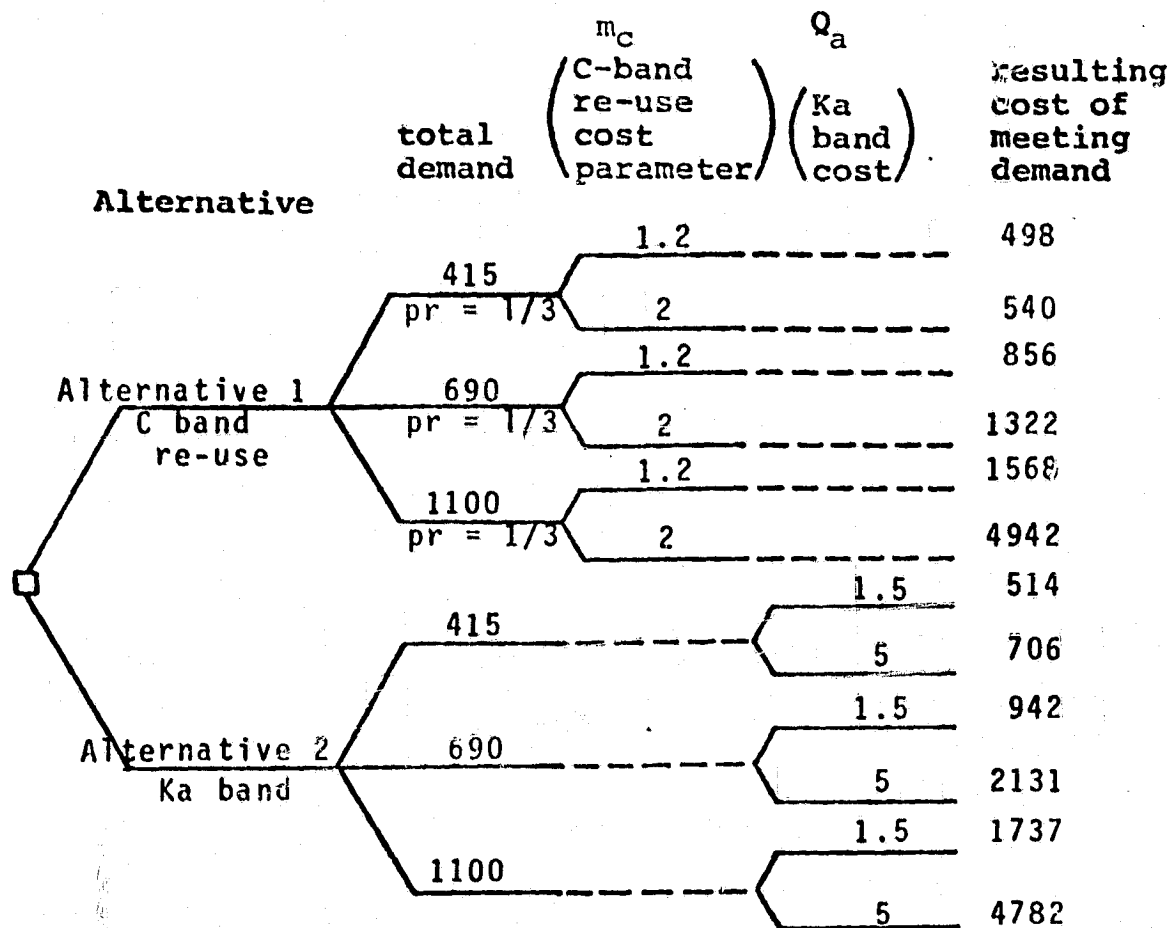 m_c Q_a
C-band resulting
re-use Ka cost of
total cost band meeting
demand parameter cost demand
Alternative
1.2 498
415
pr = 1/3 2 540
1.2 856
Alternative 1 690
C band pr = 1/3 2 1322
re-use
1.2 1568
1100
pr = 1/3 2 4942
1.5 514
415
5 706
1.5 942
Alternative 2 690
Ka band 5 2131
1.5 1737
1100
5 4782